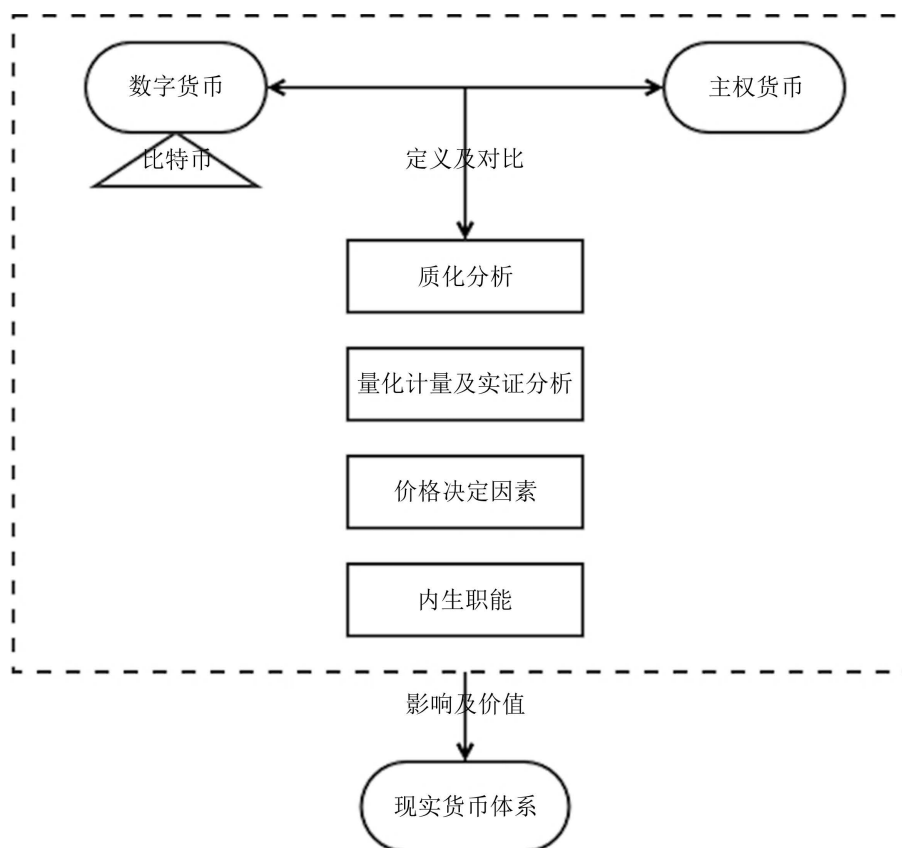 数字货币
主权货币
比特币
定义及对比
质化分析
量化计量及实证分析
价格决定因素
内生职能
影响及价值
现实货币体系